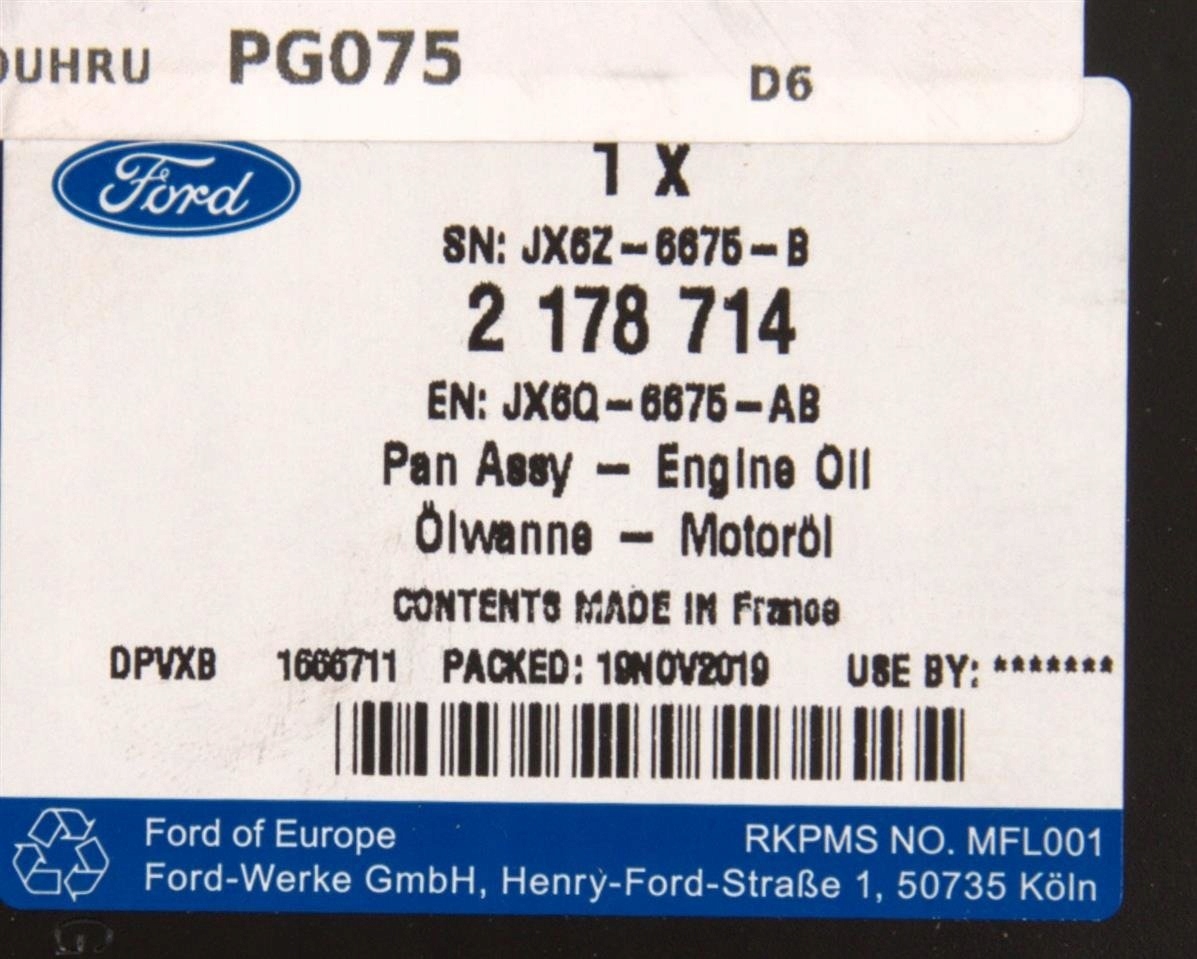 OUHRU PG075 D6
Ford
1 X
SN: JX6Z-6675-B
2 178 714
EN: JX6Q-6675-AB
Pan Assy - Engine Oil
Ölwanne - Motoröl
CONTENTS MADE IN France
DPVXB 1666711 PACKED: 19NOV2019 USE BY: *******
Ford of Europe RKPMS NO. MFL001
Ford-Werke GmbH, Henry-Ford-Straße 1, 50735 Köln